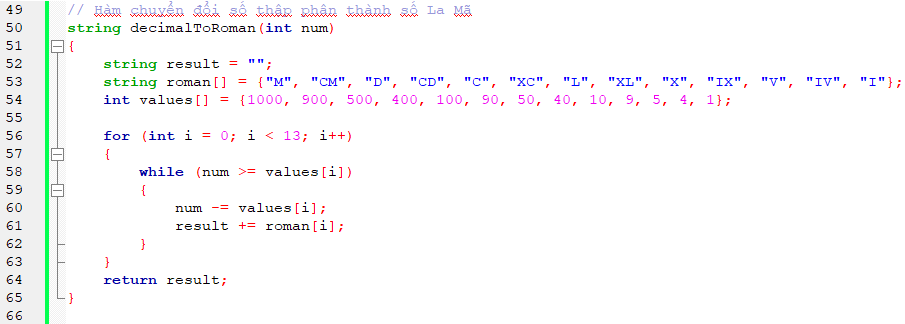 49 // Hàm chuyển đổi số thập phân thành số La Mã
50 string decimalToRoman(int num)
51 {
52 string result = "";
53 string roman[] = {"M", "CM", "D", "CD", "C", "XC", "L", "XL", "X", "IX", "V", "IV", "I"};
54 int values[] = {1000, 900, 500, 400, 100, 90, 50, 40, 10, 9, 5, 4, 1};
55
56 for (int i = 0; i < 13; i++)
57 {
58 while (num >= values[i])
59 {
60 num -= values[i];
61 result += roman[i];
62 }
63 }
64 return result;
65 }
66